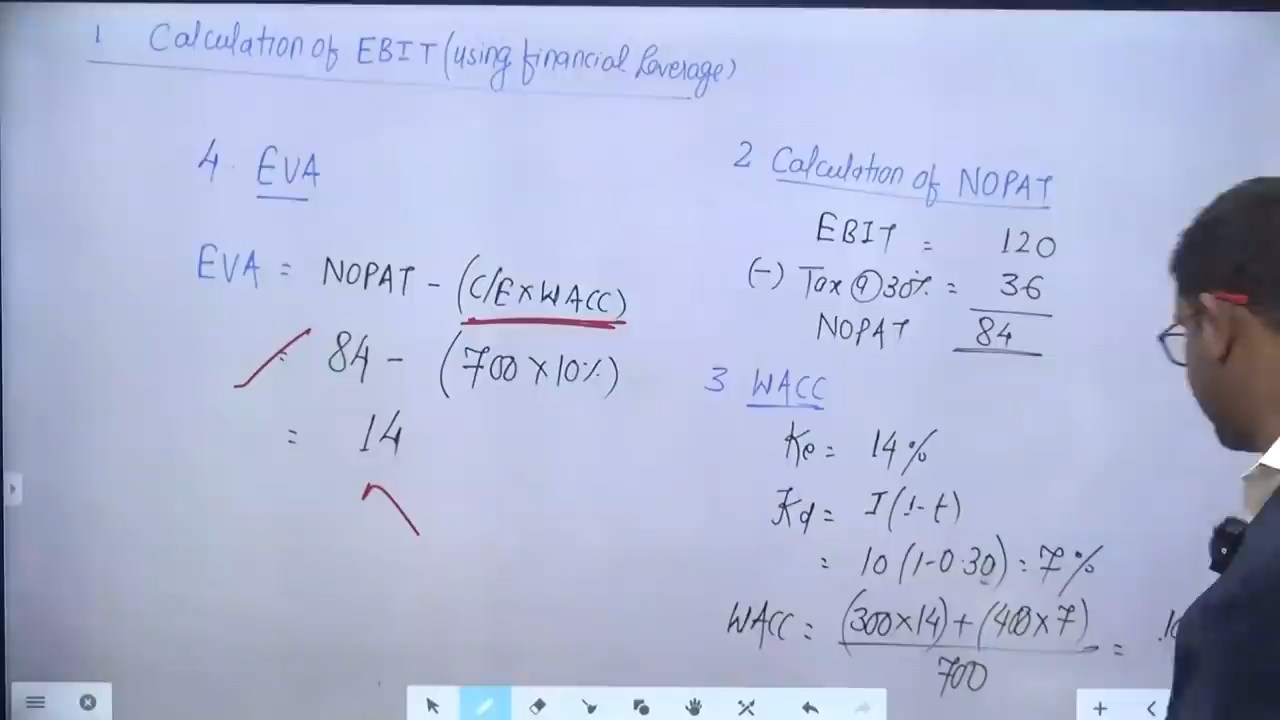 1 Calculation of EBIT (using financial Leverage)
4. EVA
EVA = NOPAT - (C/E × WACC)
= 84 - (700 × 10%)
= 14
2 Calculation of NOPAT
EBIT = 120
(-) Tax @ 30% = 36
NOPAT 84
3 WACC
Ke = 14%
Kd = I(1-t)
= 10 (1-0.30) = 7%
WACC = (300×14) + (400×7) =
700